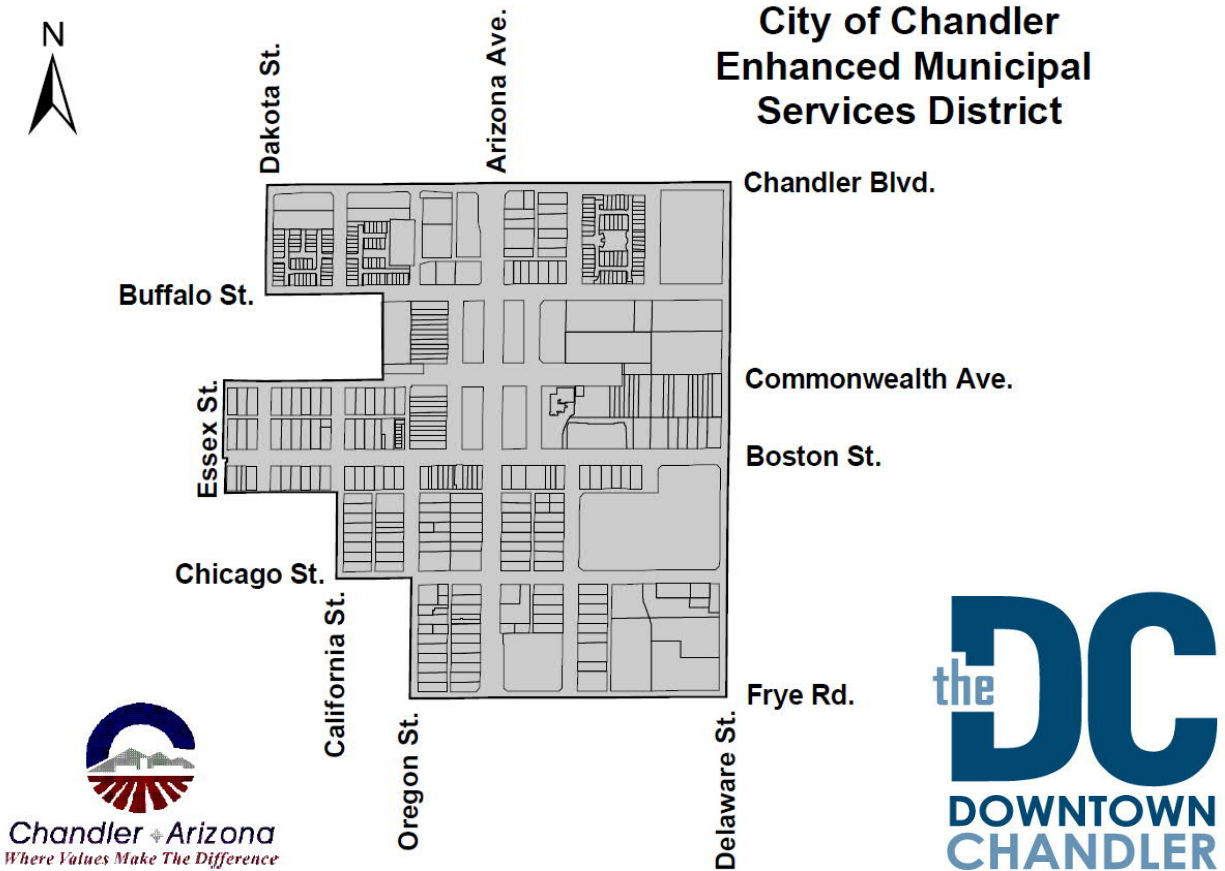 City of Chandler
Enhanced Municipal
Services District
N
Dakota St.
Arizona Ave.
Chandler Blvd.
Buffalo St.
Commonwealth Ave.
Essex St.
Boston St.
Chicago St.
California St.
Oregon St.
Frye Rd.
Delaware St.
Chandler Arizona
Where Values Make The Difference
the DC
DOWNTOWN
CHANDLER